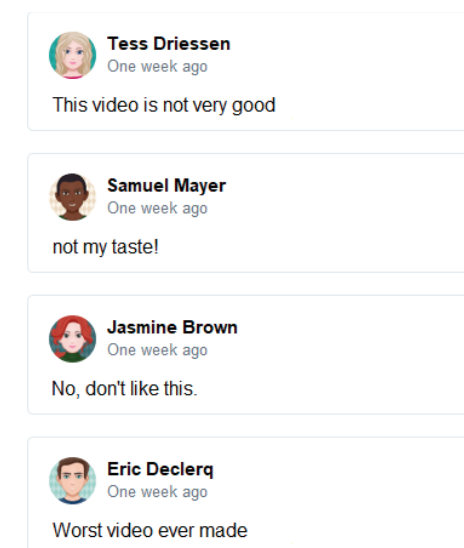 Tess Driessen
One week ago
This video is not very good
Samuel Mayer
One week ago
not my taste!
Jasmine Brown
One week ago
No, don't like this.
Eric Declerq
One week ago
Worst video ever made